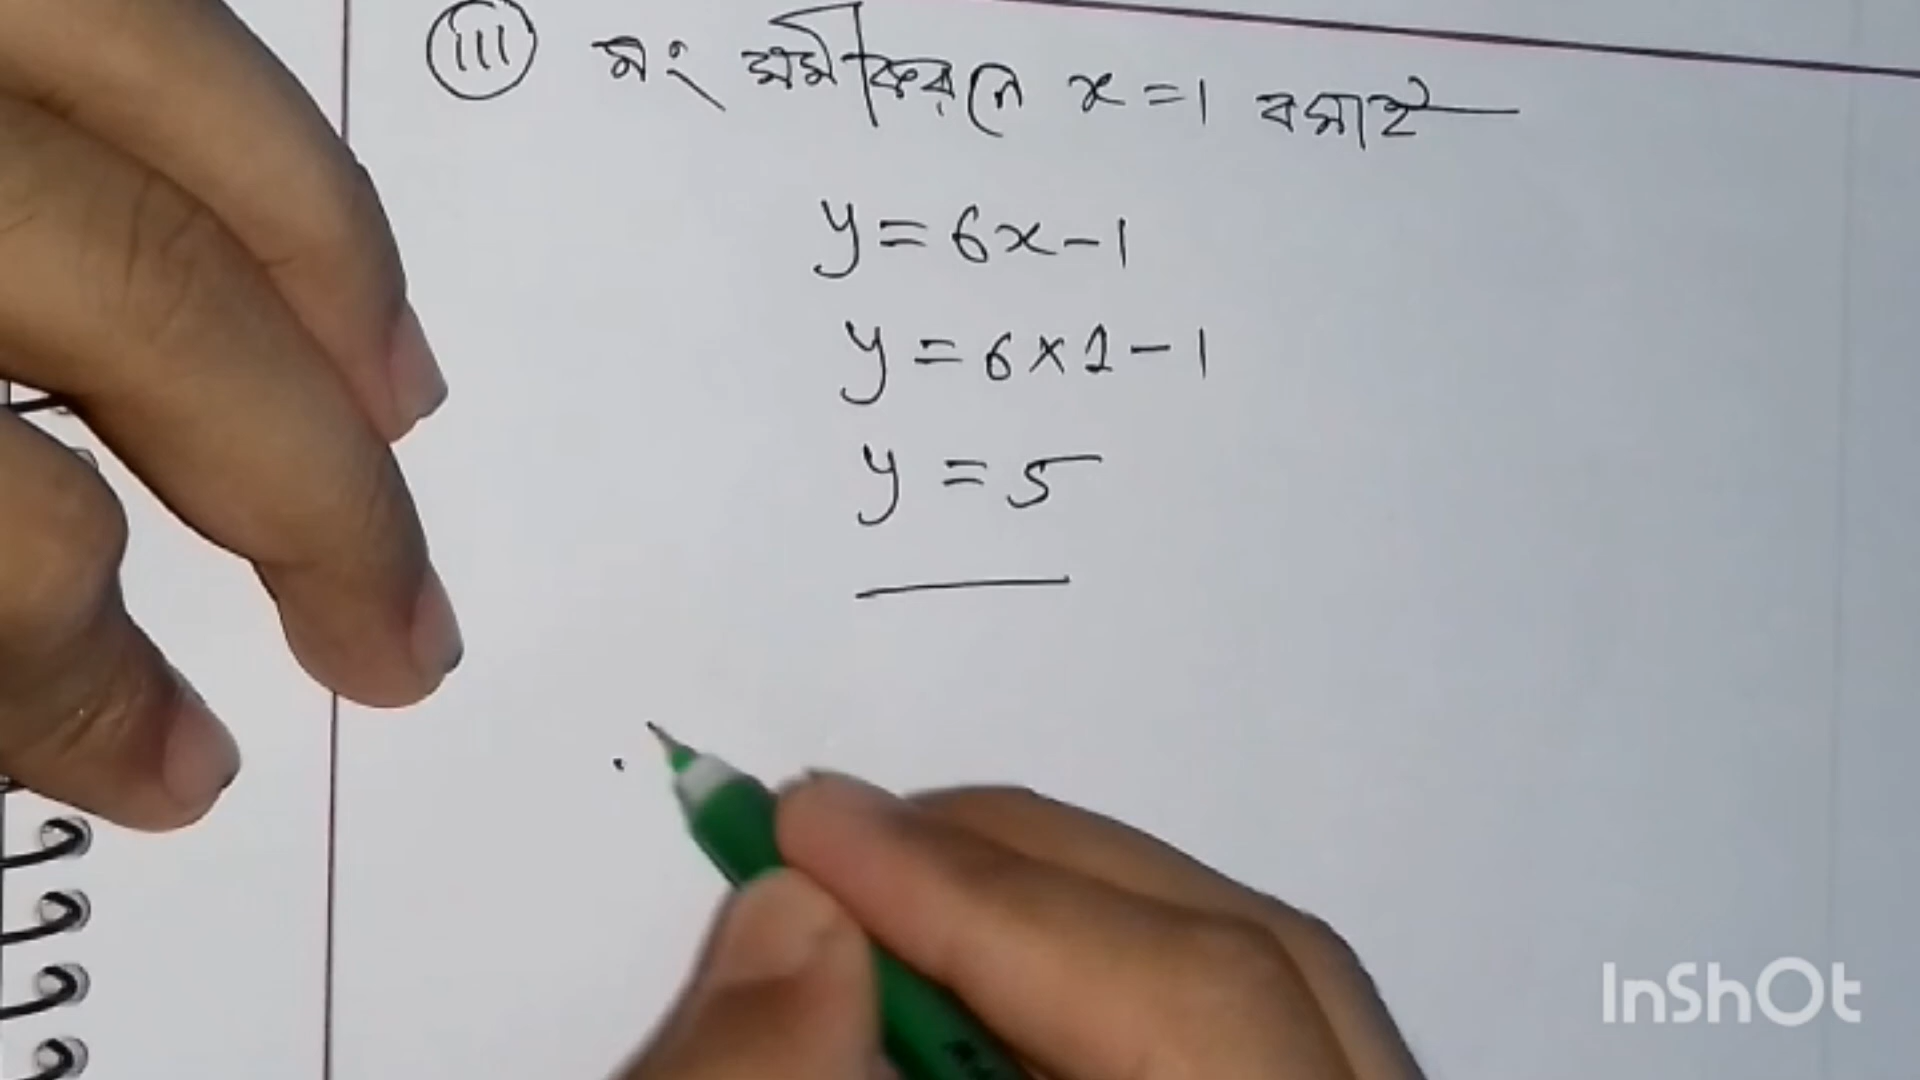 (iii) নং সমীকরণে x=1 বসাই
y=6x-1
y=6×1-1
y=5
InShOt